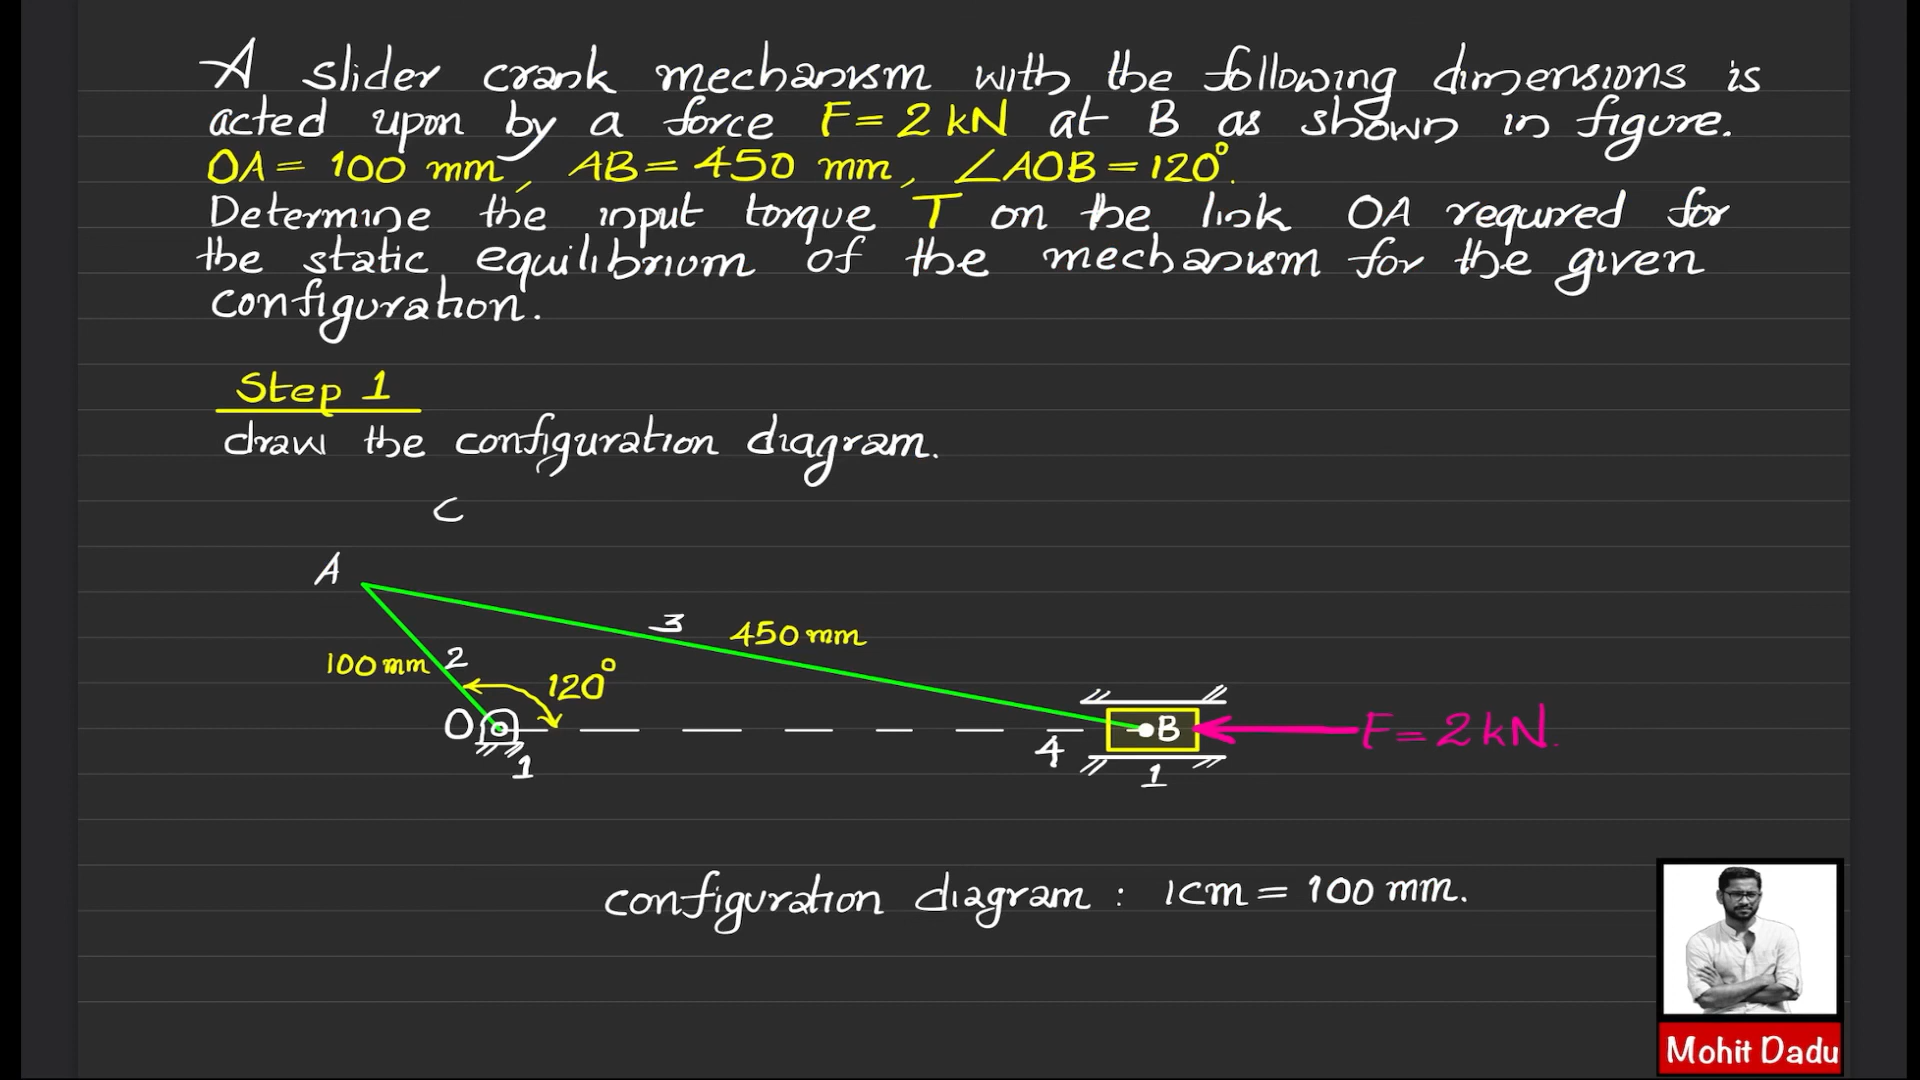 A slider crank mechanism with the following dimensions is
acted upon by a force F = 2 kN at B as shown in figure.
OA = 100 mm, AB = 450 mm, ∠AOB = 120°.
Determine the input torque T on the link OA required for
the static equilibrium of the mechanism for the given
configuration.
Step 1
draw the configuration diagram.
C
A
3
450 mm
100 mm
2
120°
O
B
F = 2 kN.
4
1
1
configuration diagram : 1cm = 100 mm.
Mohit Dadu